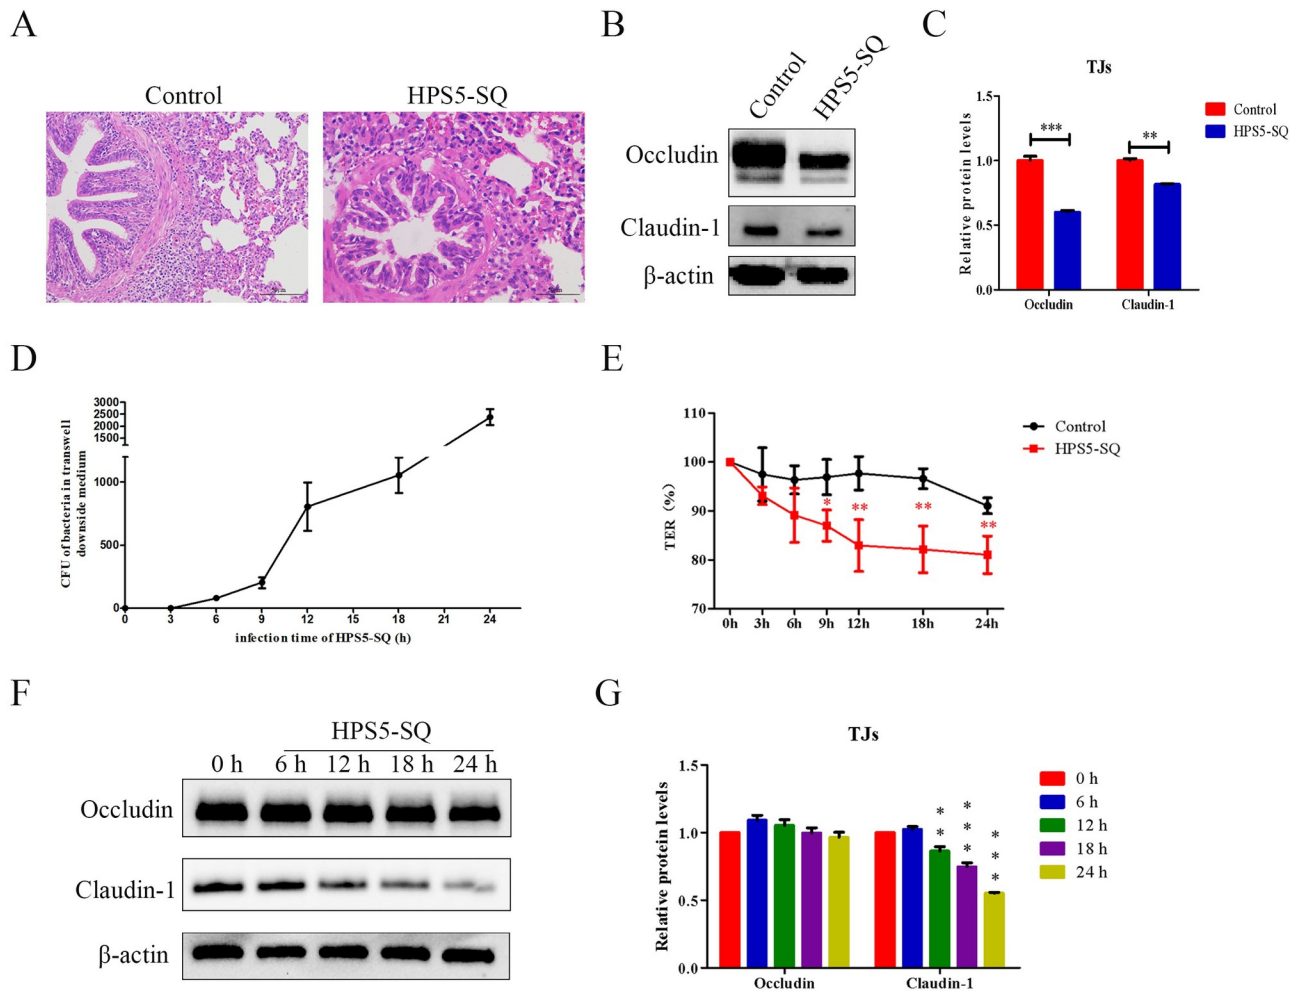 A
Control
HPS5-SQ
B
Control
HPS5-SQ
Occludin
Claudin-1
β-actin
C
TJs
Relative protein levels
1.5
1.0
0.5
0.0
***
**
Occludin
Claudin-1
Control
HPS5-SQ
D
CFU of bacteria in transwell
downside medium
3000
2500
2000
1500
1000
500
0
0 3 6 9 12 15 18 21 24
infection time of HPS5-SQ (h)
E
TER (%)
110
100
90
80
70
* ** ** **
0h 3h 6h 9h 12h 18h 24h
Control
HPS5-SQ
F
HPS5-SQ
0 h 6 h 12 h 18 h 24 h
Occludin
Claudin-1
β-actin
G
TJs
Relative protein levels
1.5
1.0
0.5
0.0
** *** ***
Occludin
Claudin-1
0 h
6 h
12 h
18 h
24 h